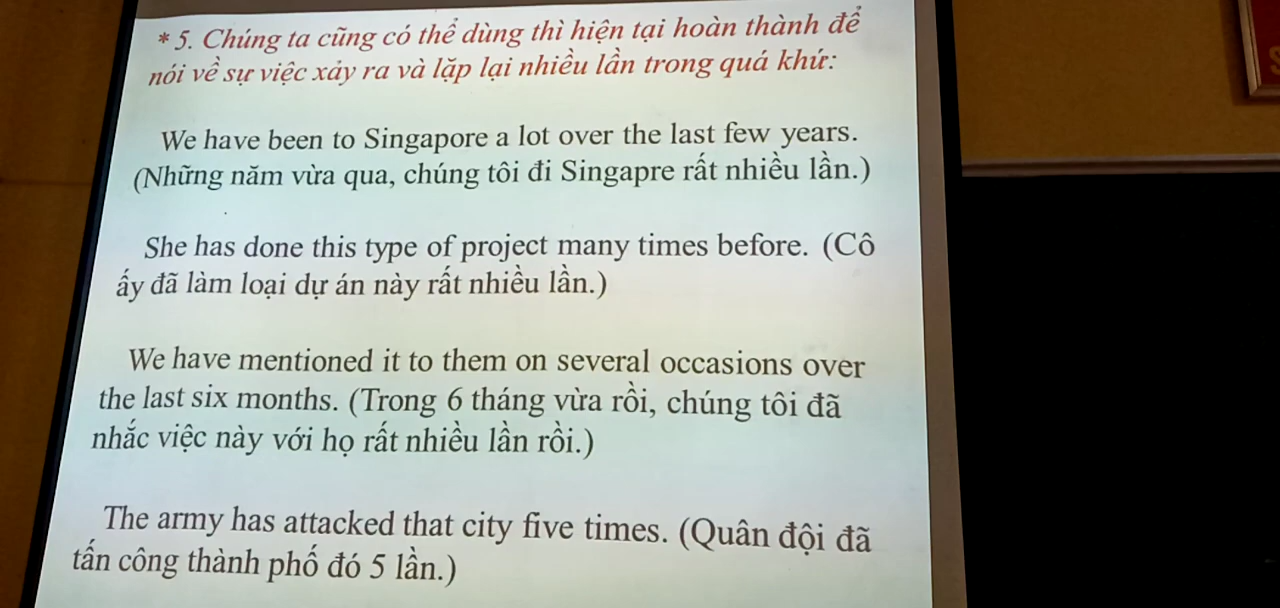 * 5. Chúng ta cũng có thể dùng thì hiện tại hoàn thành để
nói về sự việc xảy ra và lặp lại nhiều lần trong quá khứ:
We have been to Singapore a lot over the last few years.
(Những năm vừa qua, chúng tôi đi Singapre rất nhiều lần.)
She has done this type of project many times before. (Cô
ấy đã làm loại dự án này rất nhiều lần.)
We have mentioned it to them on several occasions over
the last six months. (Trong 6 tháng vừa rồi, chúng tôi đã
nhắc việc này với họ rất nhiều lần rồi.)
The army has attacked that city five times. (Quân đội đã
tấn công thành phố đó 5 lần.)